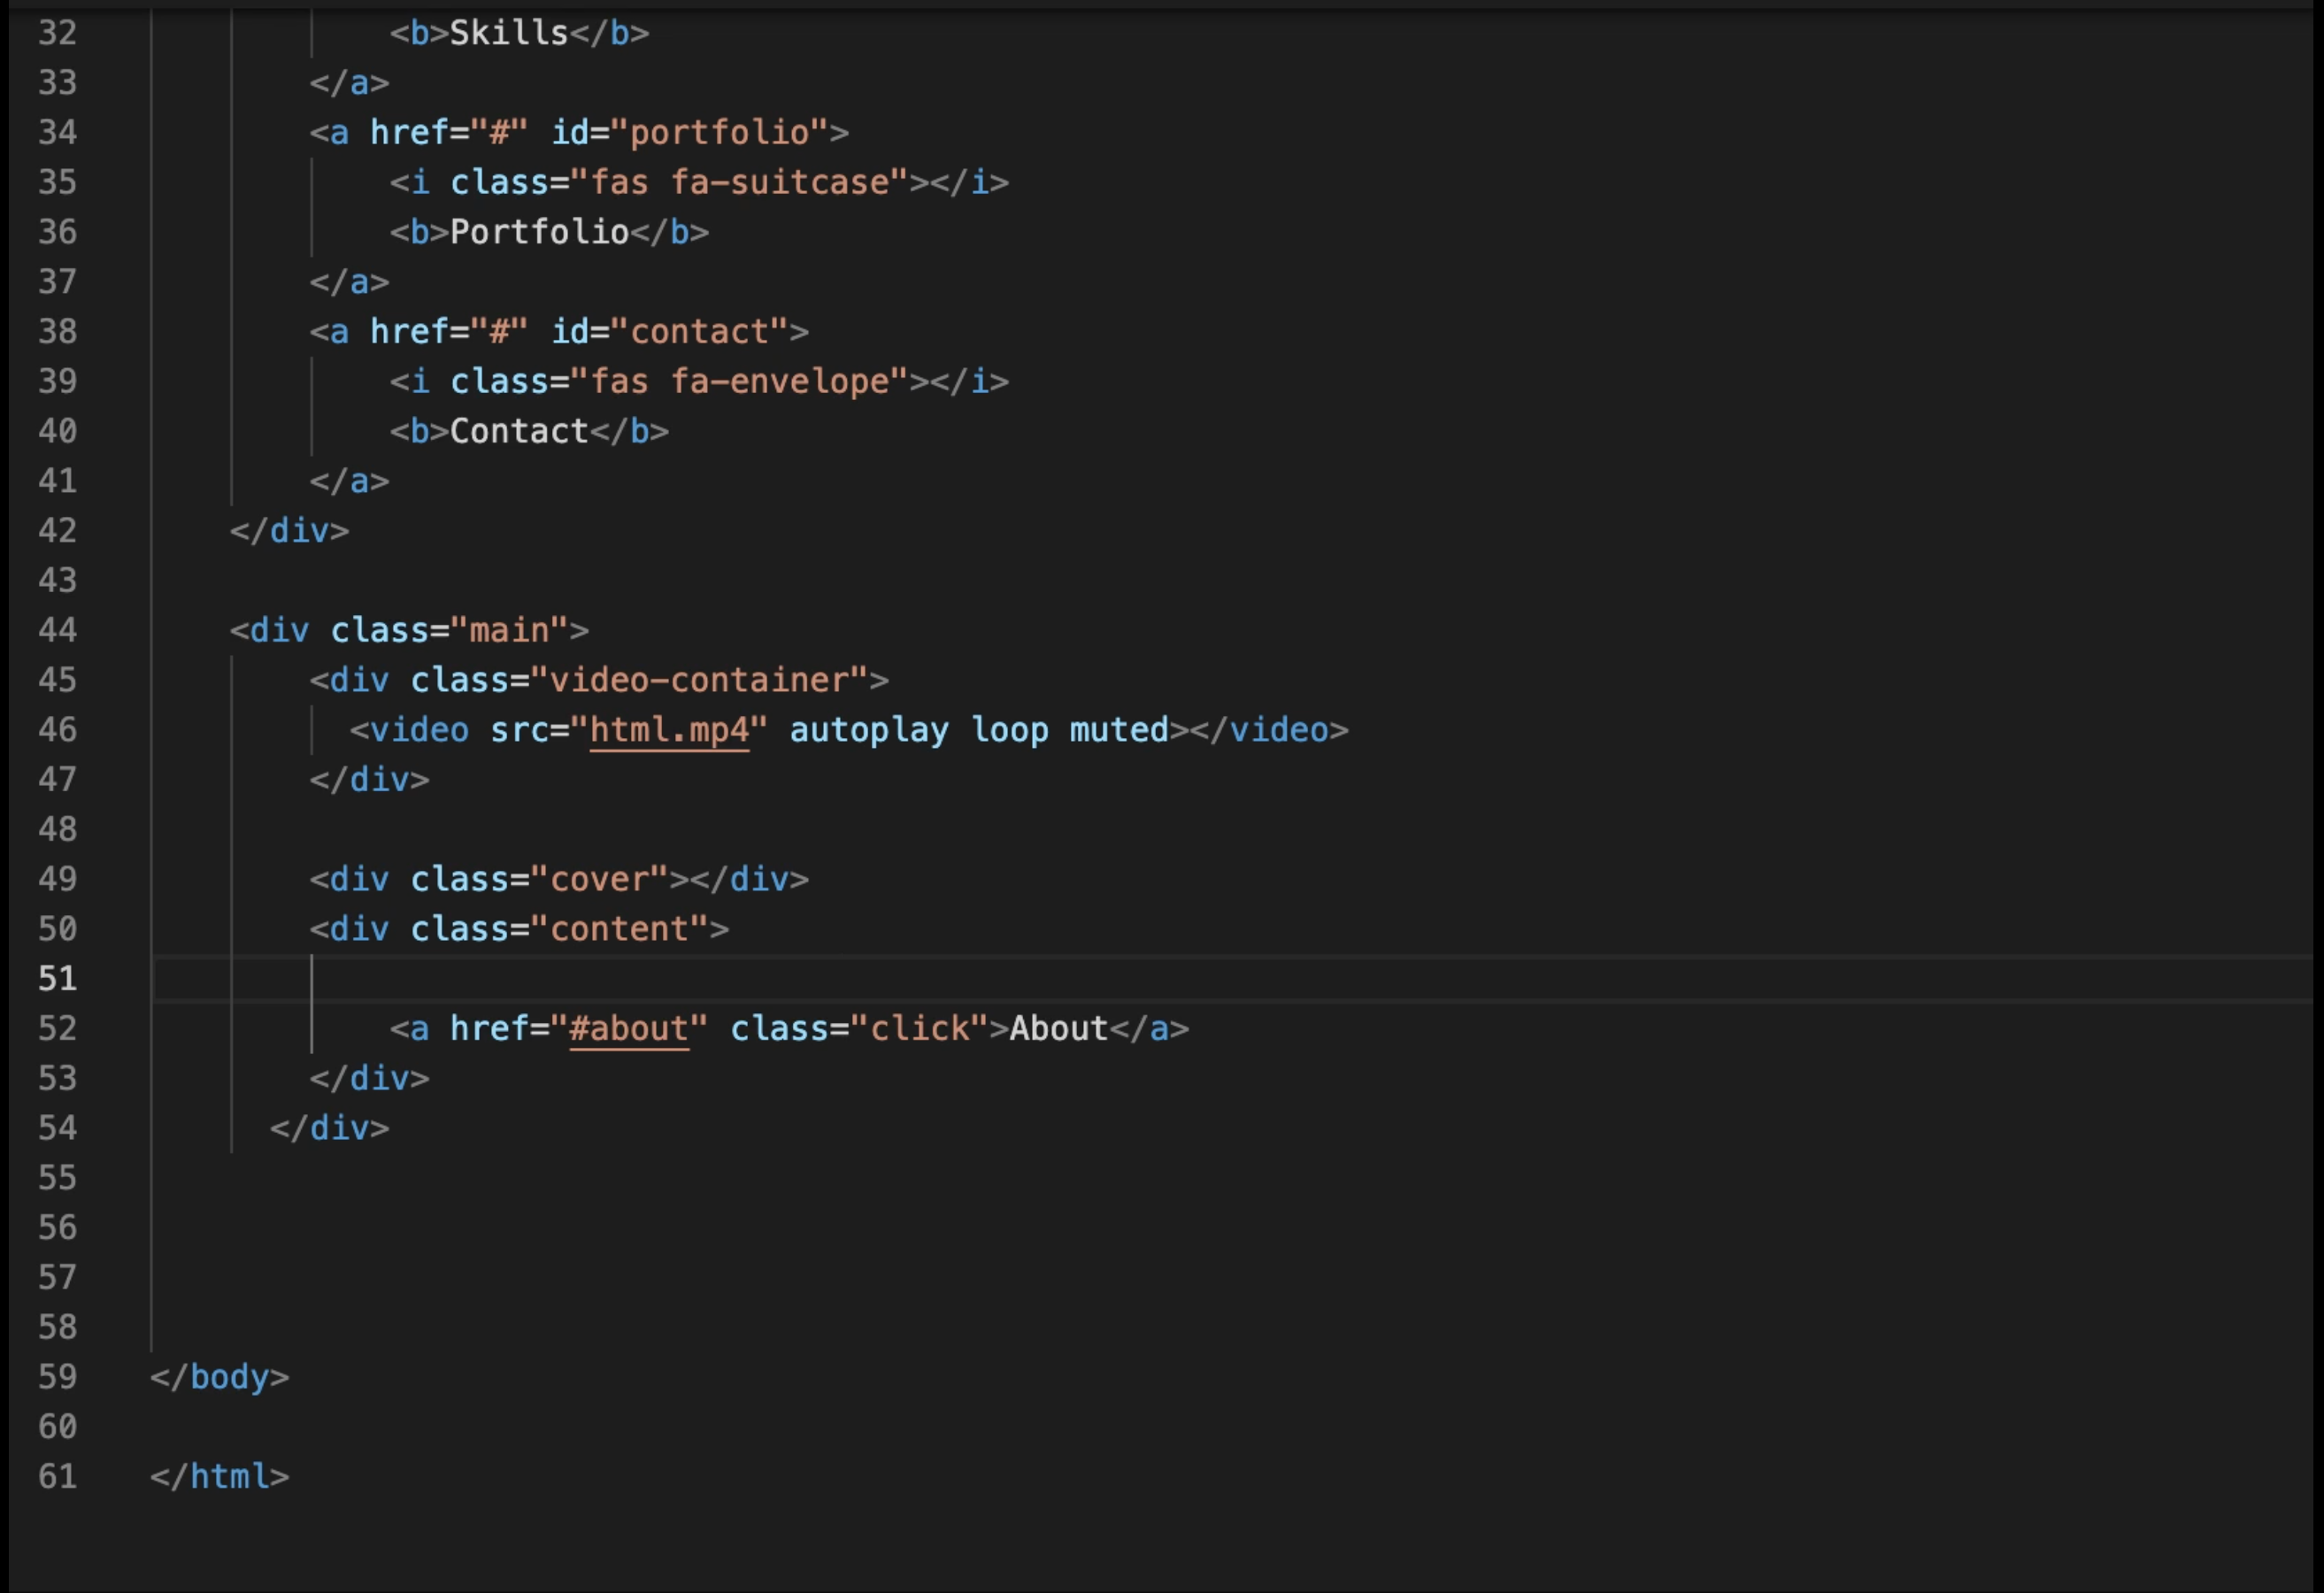 32 <b>Skills</b>
33 </a>
34 <a href="#" id="portfolio">
35 <i class="fas fa-suitcase"></i>
36 <b>Portfolio</b>
37 </a>
38 <a href="#" id="contact">
39 <i class="fas fa-envelope"></i>
40 <b>Contact</b>
41 </a>
42 </div>
43
44 <div class="main">
45 <div class="video-container">
46 <video src="html.mp4" autoplay loop muted></video>
47 </div>
48
49 <div class="cover"></div>
50 <div class="content">
51
52 <a href="#about" class="click">About</a>
53 </div>
54 </div>
55
56
57
58
59 </body>
60
61 </html>